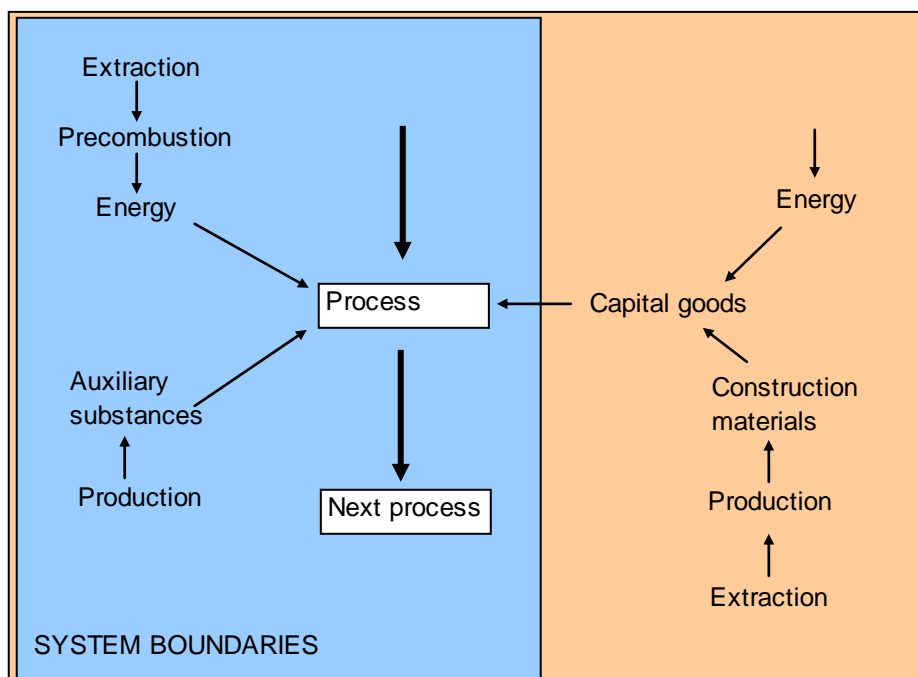 Extraction
Precombustion
Energy
Process
Auxiliary
substances
Production
Next process
SYSTEM BOUNDARIES
Energy
Capital goods
Construction
materials
Production
Extraction